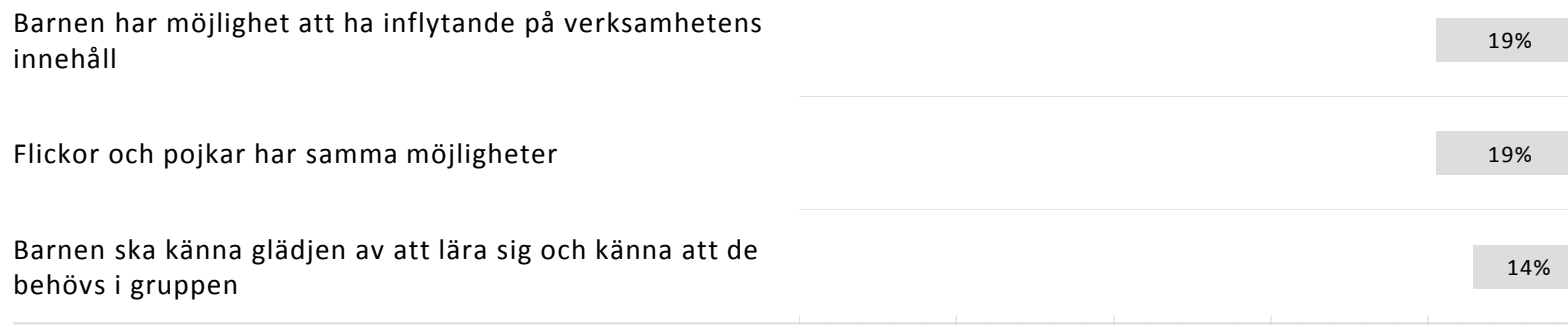 Barnen har möjlighet att ha inflytande på verksamhetens
innehåll
19%
Flickor och pojkar har samma möjligheter
19%
Barnen ska känna glädjen av att lära sig och känna att de
behövs i gruppen
14%